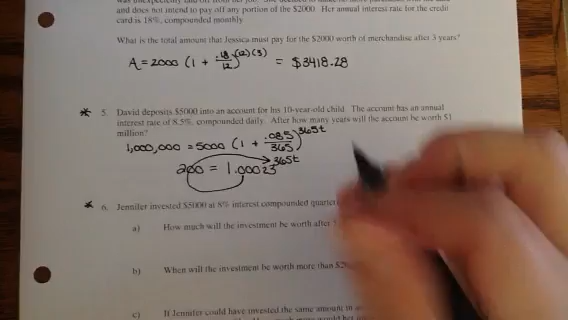 and does not intend to pay off any portion of the $2000. Her annual interest rate for the credit
card is 18%, compounded monthly
What is the total amount that Jessica must pay for the $2000 worth of merchandise after 3 years?
A = 2000 (1 + .18/12)^(12)(3) = $3418.28
* 5. David deposits $5000 into an account for his 10-year-old child. The account has an annual
interest rate of 8.5%, compounded daily. After how many years will the account be worth $1
million?
1,000,000 = 5000 (1 + .085/365)^365t
200 = 1.00023^365t
* 6. Jennifer invested $5000 at 8% interest compounded
a) How much will the investment be worth after
b) When will the investment be worth more than
c) If Jennifer could have invested the same amount in